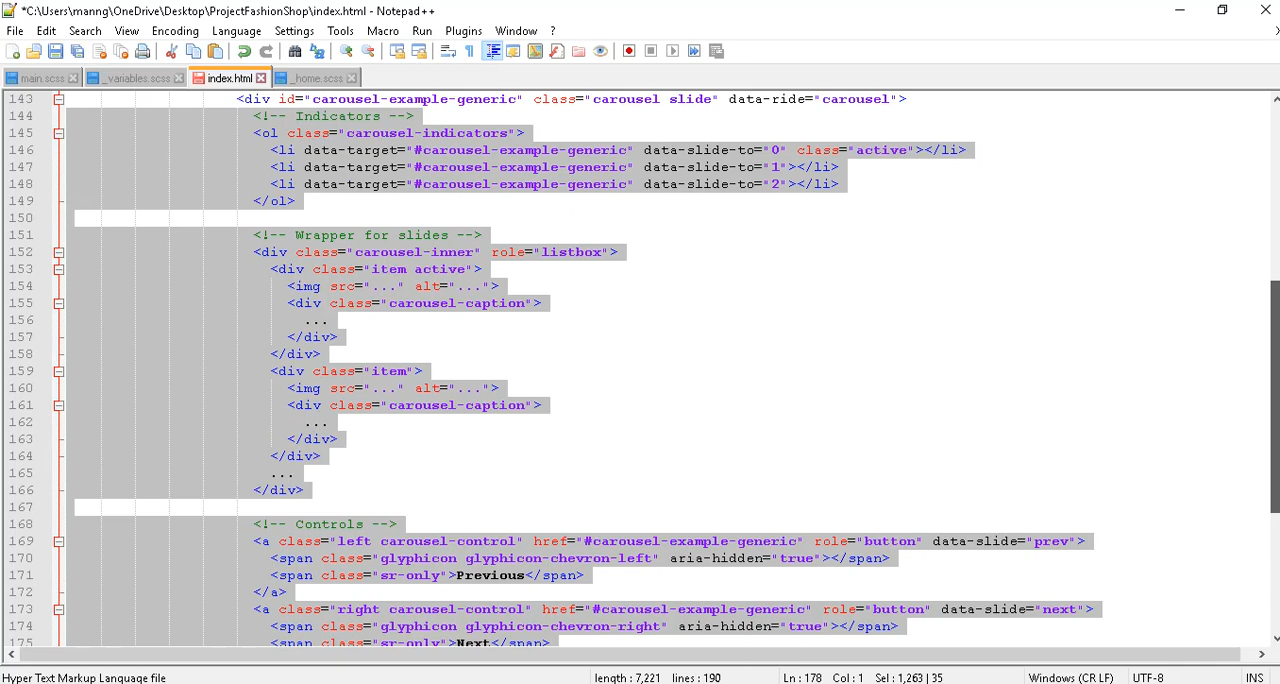 *C:\Users\manng\OneDrive\Desktop\ProjectFashionShop\index.html - Notepad++
File Edit Search View Encoding Language Settings Tools Macro Run Plugins Window ?
main.scss _variables.scss index.html _home.scss
143 <div id="carousel-example-generic" class="carousel slide" data-ride="carousel">
144 <!-- Indicators -->
145 <ol class="carousel-indicators">
146 <li data-target="#carousel-example-generic" data-slide-to="0" class="active"></li>
147 <li data-target="#carousel-example-generic" data-slide-to="1"></li>
148 <li data-target="#carousel-example-generic" data-slide-to="2"></li>
149 </ol>
150
151 <!-- Wrapper for slides -->
152 <div class="carousel-inner" role="listbox">
153 <div class="item active">
154 <img src="..." alt="...">
155 <div class="carousel-caption">
156 ...
157 </div>
158 </div>
159 <div class="item">
160 <img src="..." alt="...">
161 <div class="carousel-caption">
162 ...
163 </div>
164 </div>
165 ...
166 </div>
167
168 <!-- Controls -->
169 <a class="left carousel-control" href="#carousel-example-generic" role="button" data-slide="prev">
170 <span class="glyphicon glyphicon-chevron-left" aria-hidden="true"></span>
171 <span class="sr-only">Previous</span>
172 </a>
173 <a class="right carousel-control" href="#carousel-example-generic" role="button" data-slide="next">
174 <span class="glyphicon glyphicon-chevron-right" aria-hidden="true"></span>
175 <span class="sr-only">Next</span>
Hyper Text Markup Language file length : 7,221 lines : 190 Ln : 178 Col : 1 Sel : 1,263 | 35 Windows (CR LF) UTF-8 INS